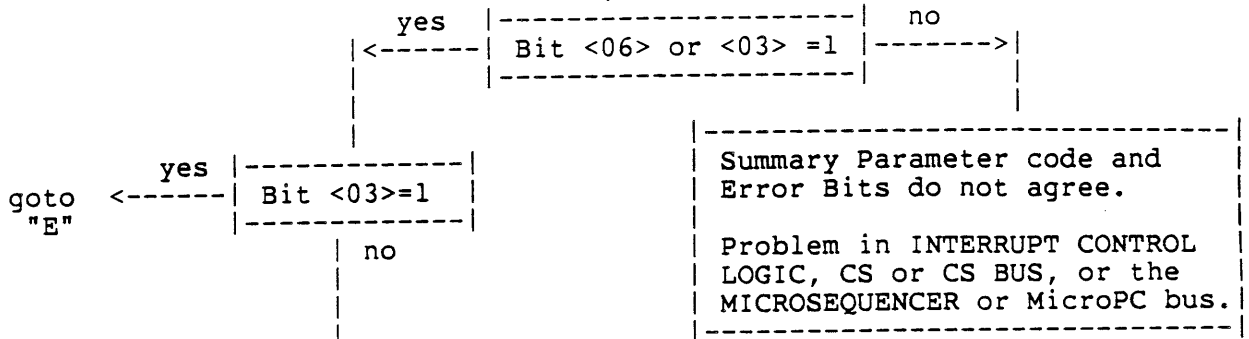 yes
no
Bit <06> or <03> =1
yes
goto "E"
Bit <03>=1
no
Summary Parameter code and
Error Bits do not agree.
Problem in INTERRUPT CONTROL
LOGIC, CS or CS BUS, or the
MICROSEQUENCER or MicroPC bus.